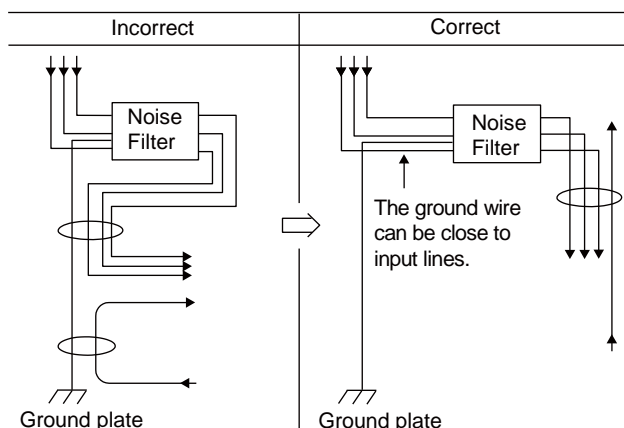 Incorrect
Correct
Noise
Filter
Noise
Filter
The ground wire
can be close to
input lines.
Ground plate
Ground plate